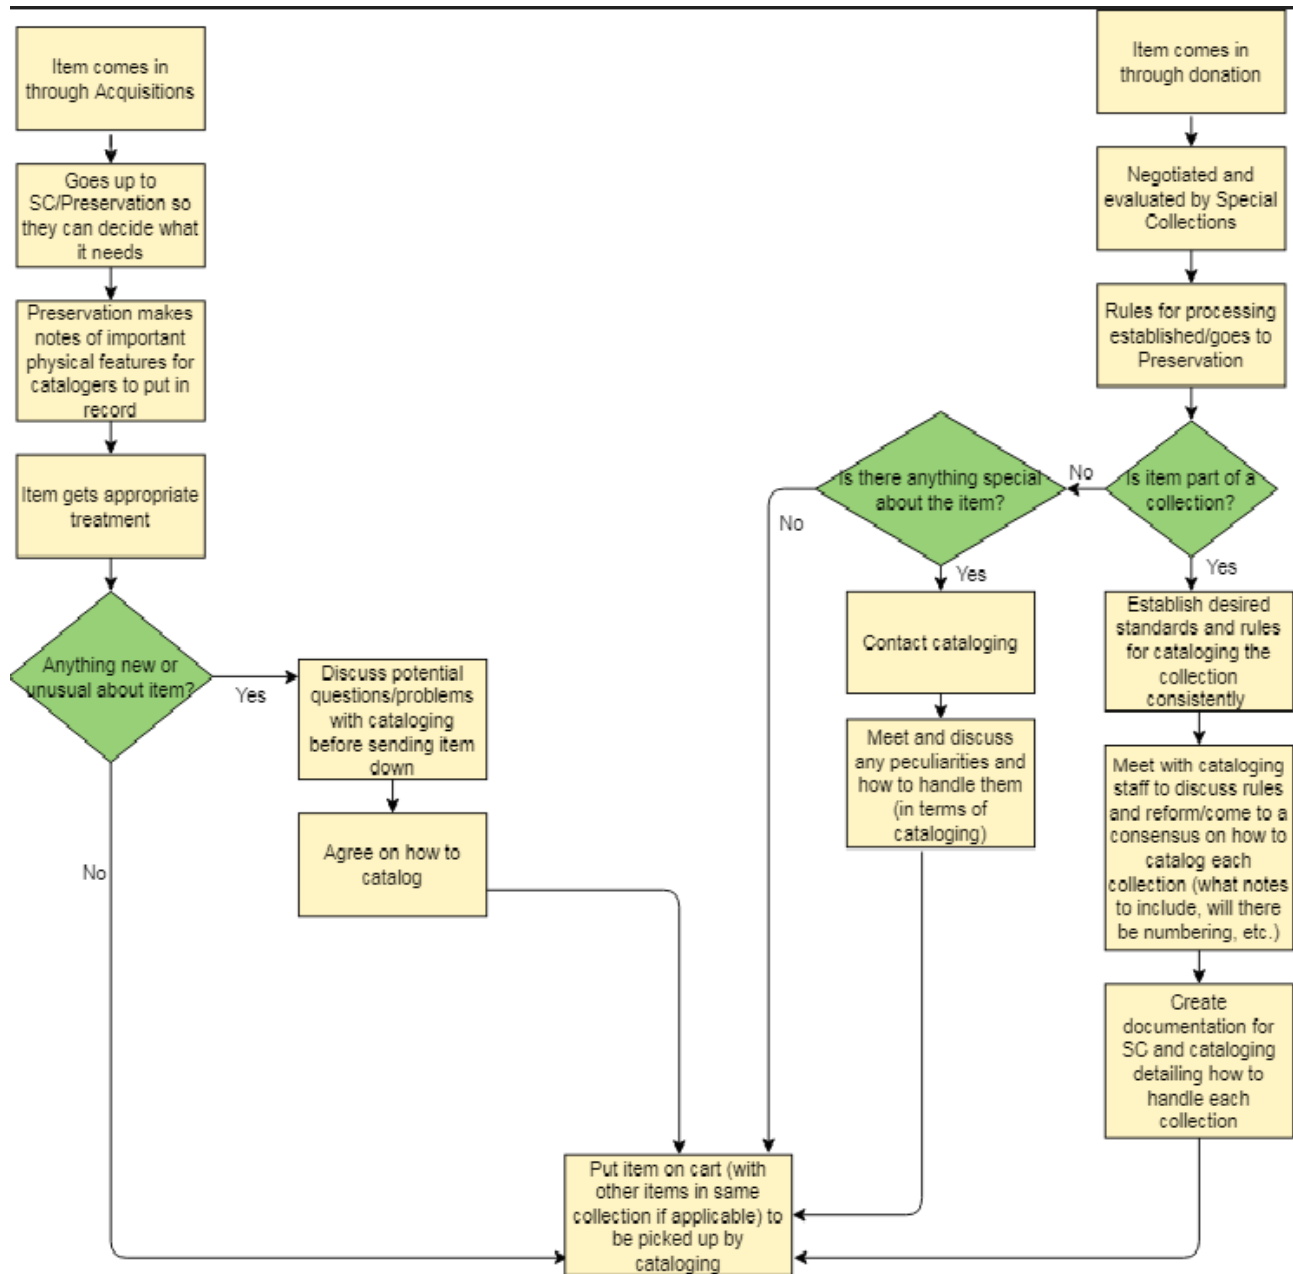 Item comes in
through Acquisitions
Goes up to
SC/Preservation so
they can decide what
it needs
Preservation makes
notes of important
physical features for
catalogers to put in
record
Item gets appropriate
treatment
Anything new or
unusual about item?
Yes
No
Discuss potential
questions/problems
with cataloging
before sending item
down
Agree on how to
catalog
Item comes in
through donation
Negotiated and
evaluated by Special
Collections
Rules for processing
established/goes to
Preservation
Is item part of a
collection?
No
Yes
Is there anything special
about the item?
No
Yes
Contact cataloging
Meet and discuss
any peculiarities and
how to handle them
(in terms of
cataloging)
Establish desired
standards and rules
for cataloging the
collection
consistently
Meet with cataloging
staff to discuss rules
and reform/come to a
consensus on how to
catalog each
collection (what notes
to include, will there
be numbering, etc.)
Create
documentation for
SC and cataloging
detailing how to
handle each
collection
Put item on cart (with
other items in same
collection if applicable) to
be picked up by
cataloging